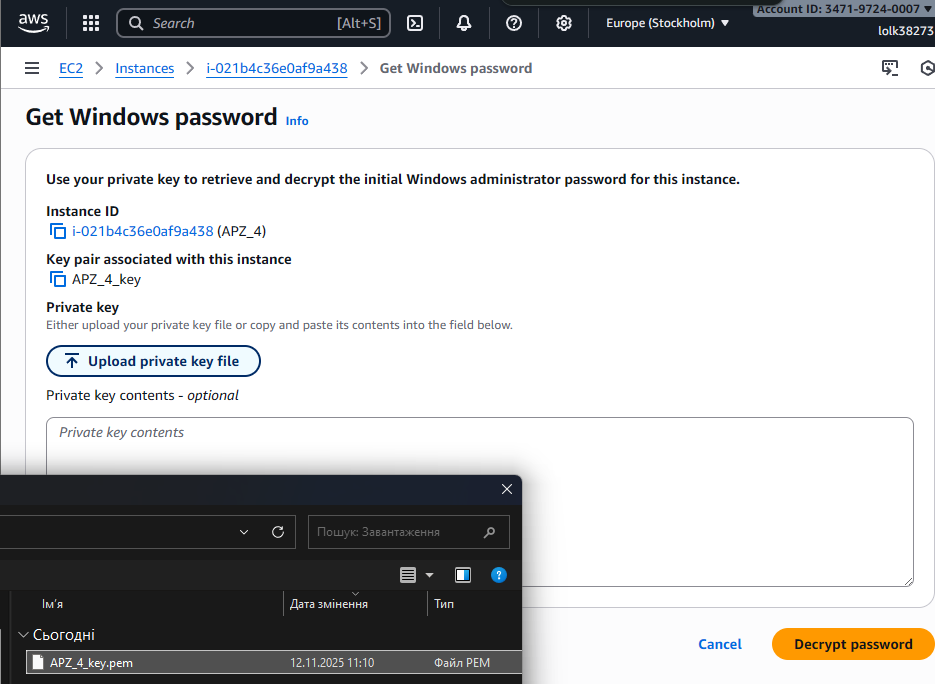 aws
Search [Alt+S]
Europe (Stockholm)
Account ID: 3471-9724-0007
lolk38273
EC2 Instances i-021b4c36e0af9a438 Get Windows password
Get Windows password Info
Use your private key to retrieve and decrypt the initial Windows administrator password for this instance.
Instance ID
i-021b4c36e0af9a438 (APZ_4)
Key pair associated with this instance
APZ_4_key
Private key
Either upload your private key file or copy and paste its contents into the field below.
Upload private key file
Private key contents - optional
Private key contents
Пошук: Завантаження
Ім'я Дата змінення Тип
Сьогодні
APZ_4_key.pem 12.11.2025 11:10 Файл PEM
Cancel Decrypt password